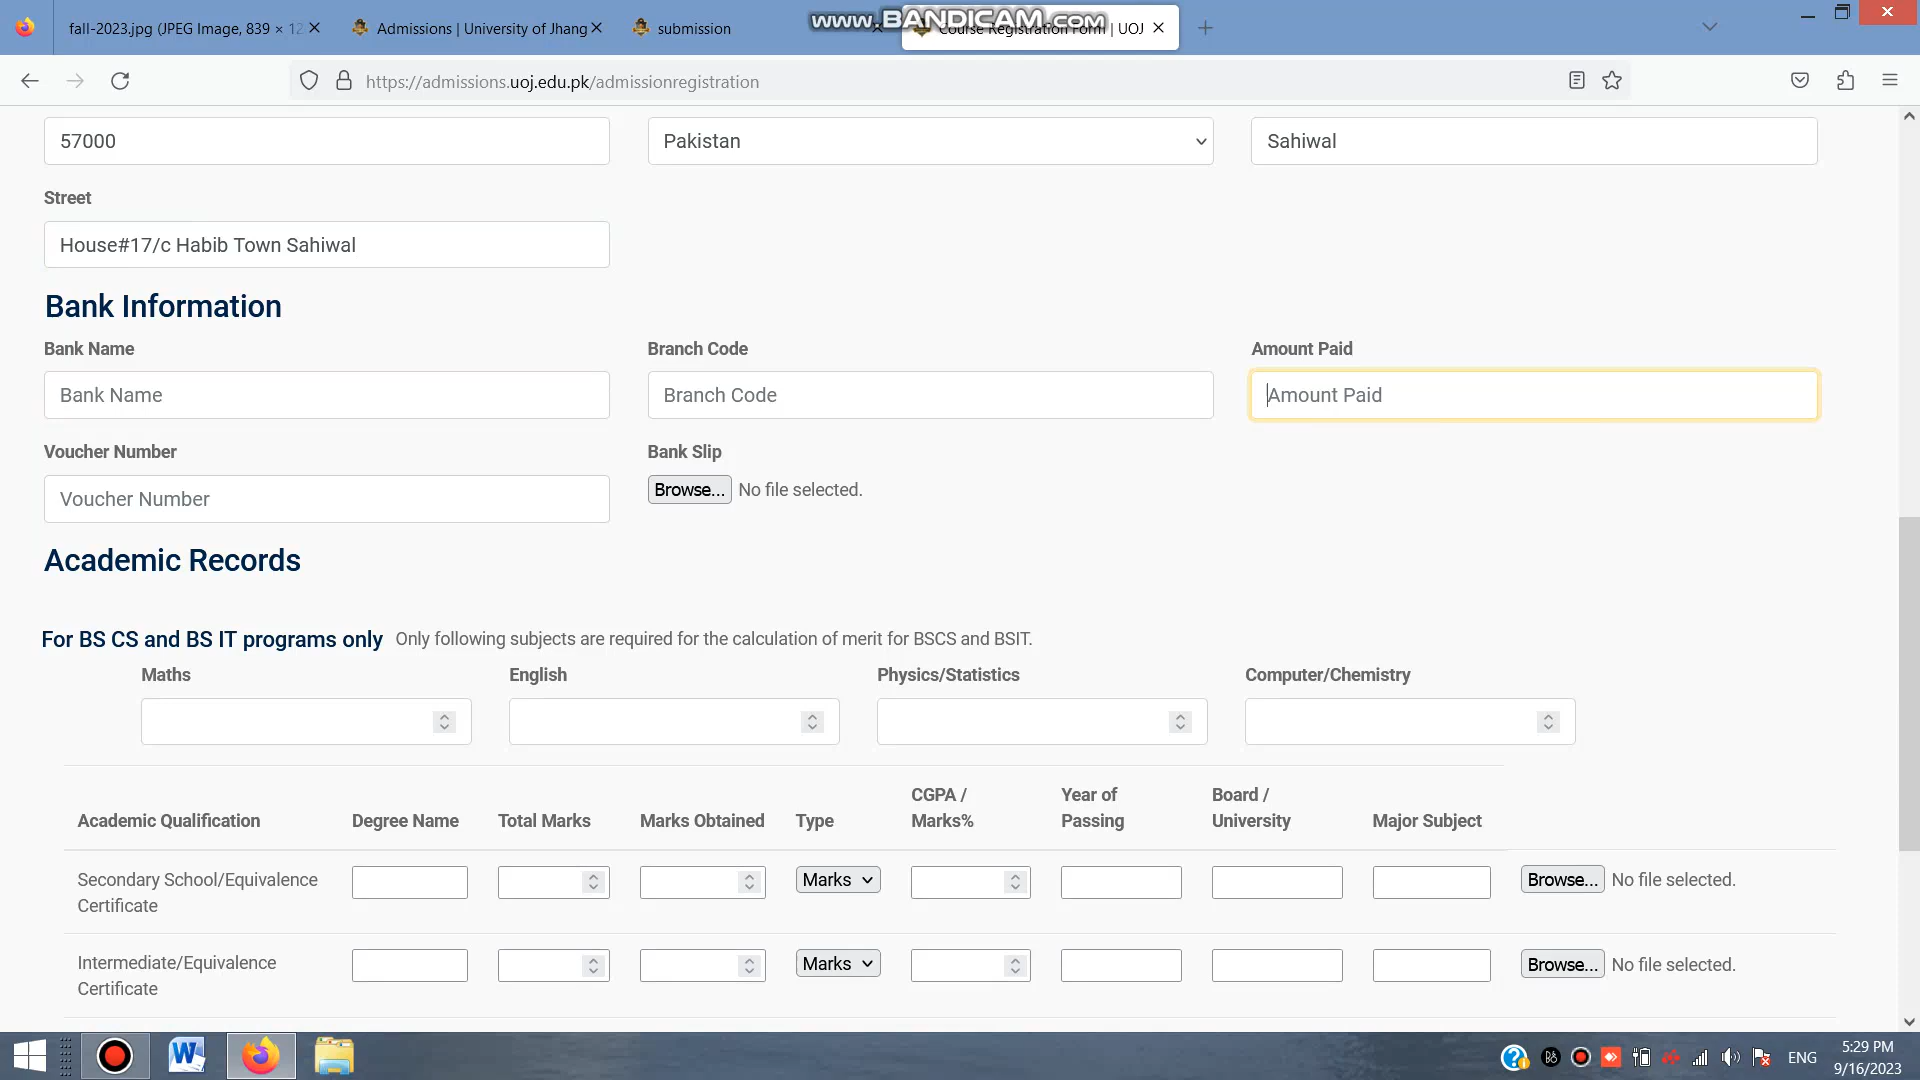 fall-2023.jpg (JPEG Image, 839 × 12
Admissions | University of Jhang
submission
www.BANDICAM.com
Course Registration Form | UOJ
https://admissions.uoj.edu.pk/admissionregistration
57000
Pakistan
Sahiwal
Street
House#17/c Habib Town Sahiwal
Bank Information
Bank Name
Branch Code
Amount Paid
Bank Name
Branch Code
Amount Paid
Voucher Number
Bank Slip
Voucher Number
Browse... No file selected.
Academic Records
For BS CS and BS IT programs only Only following subjects are required for the calculation of merit for BSCS and BSIT.
Maths
English
Physics/Statistics
Computer/Chemistry
Academic Qualification
Degree Name
Total Marks
Marks Obtained
Type
CGPA /
Marks%
Year of
Passing
Board /
University
Major Subject
Secondary School/Equivalence
Certificate
Marks
Browse... No file selected.
Intermediate/Equivalence
Certificate
Marks
Browse... No file selected.
ENG
5:29 PM
9/16/2023